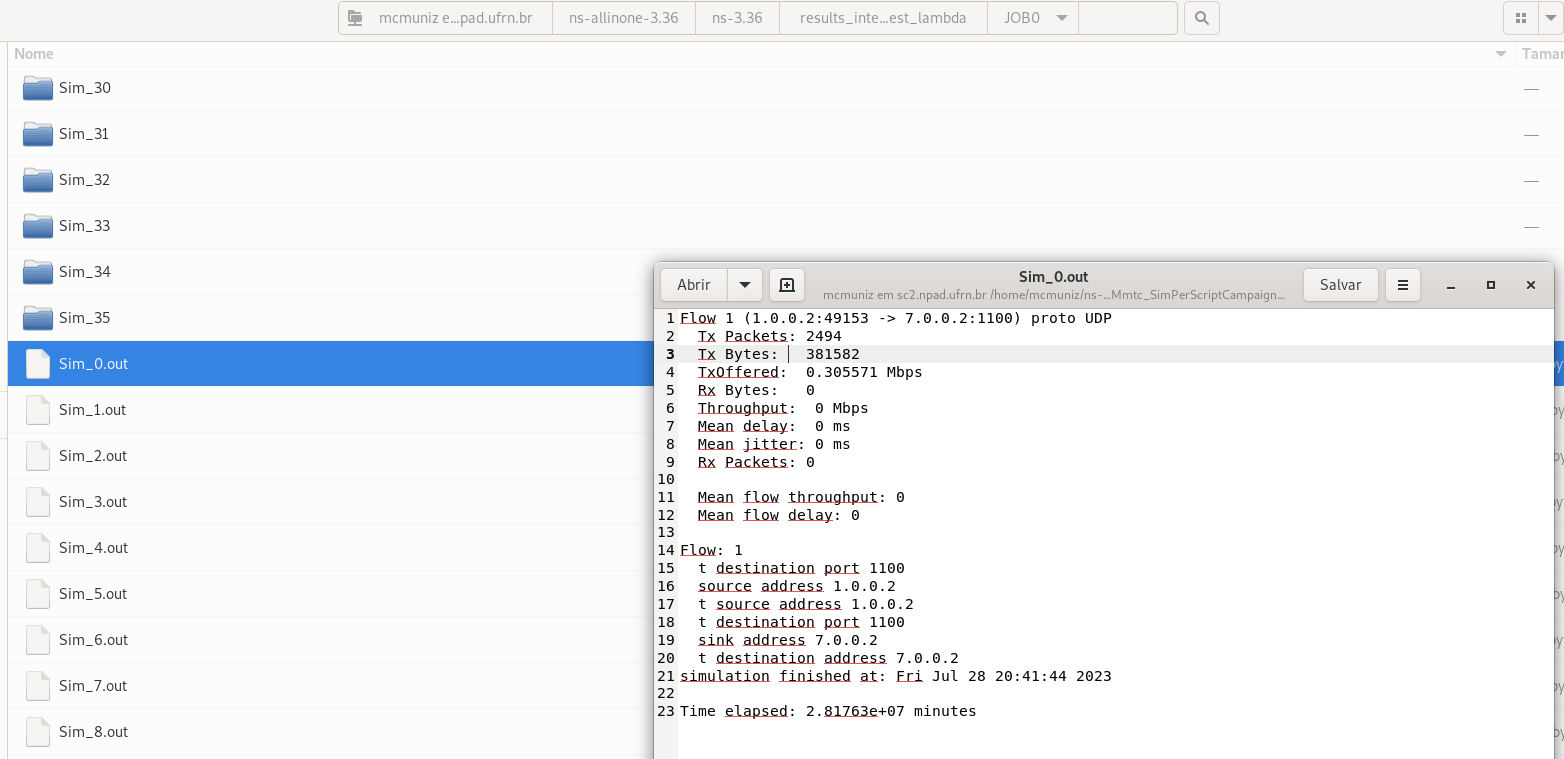 mcmuniz e...pad.ufrn.br ns-allinone-3.36 ns-3.36 results_inte...est_lambda JOB0
Nome Tamar
Sim_30 —
Sim_31 —
Sim_32 —
Sim_33 —
Sim_34
Sim_35
Sim_0.out
Sim_1.out
Sim_2.out
Sim_3.out
Sim_4.out
Sim_5.out
Sim_6.out
Sim_7.out
Sim_8.out
Abrir Sim_0.out Salvar
mcmuniz em sc2.npad.ufrn.br /home/mcmuniz/ns-...Mmtc_SimPerScriptCampaign...
1 Flow 1 (1.0.0.2:49153 -> 7.0.0.2:1100) proto UDP
2 Tx Packets: 2494
3 Tx Bytes: 381582
4 TxOffered: 0.305571 Mbps
5 Rx Bytes: 0
6 Throughput: 0 Mbps
7 Mean delay: 0 ms
8 Mean jitter: 0 ms
9 Rx Packets: 0
10
11 Mean flow throughput: 0
12 Mean flow delay: 0
13
14 Flow: 1
15 t destination port 1100
16 source address 1.0.0.2
17 t source address 1.0.0.2
18 t destination port 1100
19 sink address 7.0.0.2
20 t destination address 7.0.0.2
21 simulation finished at: Fri Jul 28 20:41:44 2023
22
23 Time elapsed: 2.81763e+07 minutes